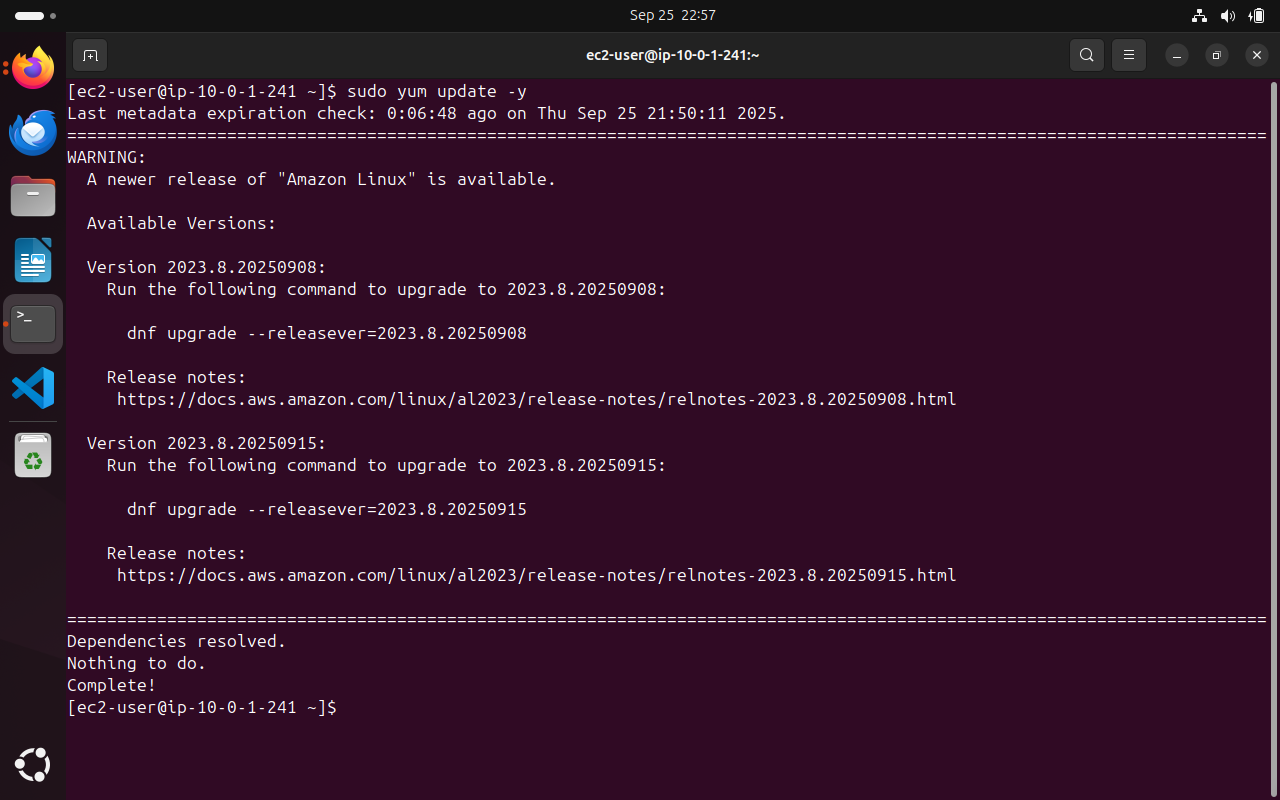 Sep 25 22:57
ec2-user@ip-10-0-1-241:~
[ec2-user@ip-10-0-1-241 ~]$ sudo yum update -y
Last metadata expiration check: 0:06:48 ago on Thu Sep 25 21:50:11 2025.
========================================================================================================================
WARNING:
  A newer release of "Amazon Linux" is available.

  Available Versions:

  Version 2023.8.20250908:
    Run the following command to upgrade to 2023.8.20250908:

      dnf upgrade --releasever=2023.8.20250908

    Release notes:
     https://docs.aws.amazon.com/linux/al2023/release-notes/relnotes-2023.8.20250908.html

  Version 2023.8.20250915:
    Run the following command to upgrade to 2023.8.20250915:

      dnf upgrade --releasever=2023.8.20250915

    Release notes:
     https://docs.aws.amazon.com/linux/al2023/release-notes/relnotes-2023.8.20250915.html

========================================================================================================================
Dependencies resolved.
Nothing to do.
Complete!
[ec2-user@ip-10-0-1-241 ~]$